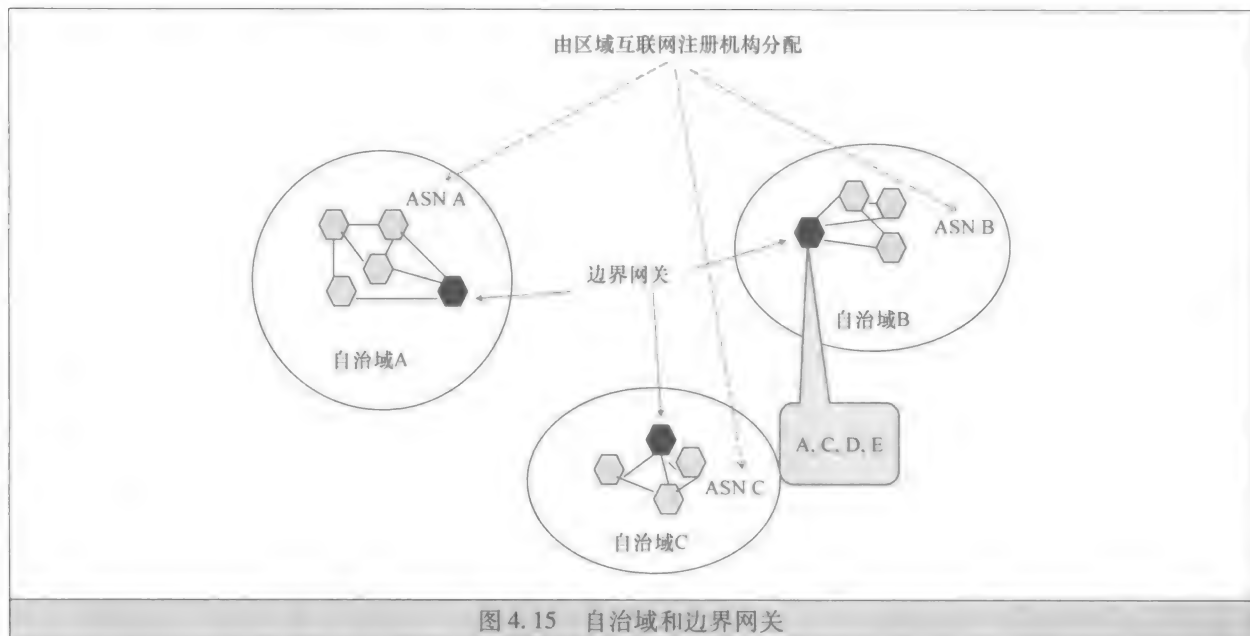 由区域互联网注册机构分配
ASN A
ASN B
边界网关
自治域A
自治域B
A, C, D, E
ASN C
自治域C
图 4.15 自治域和边界网关